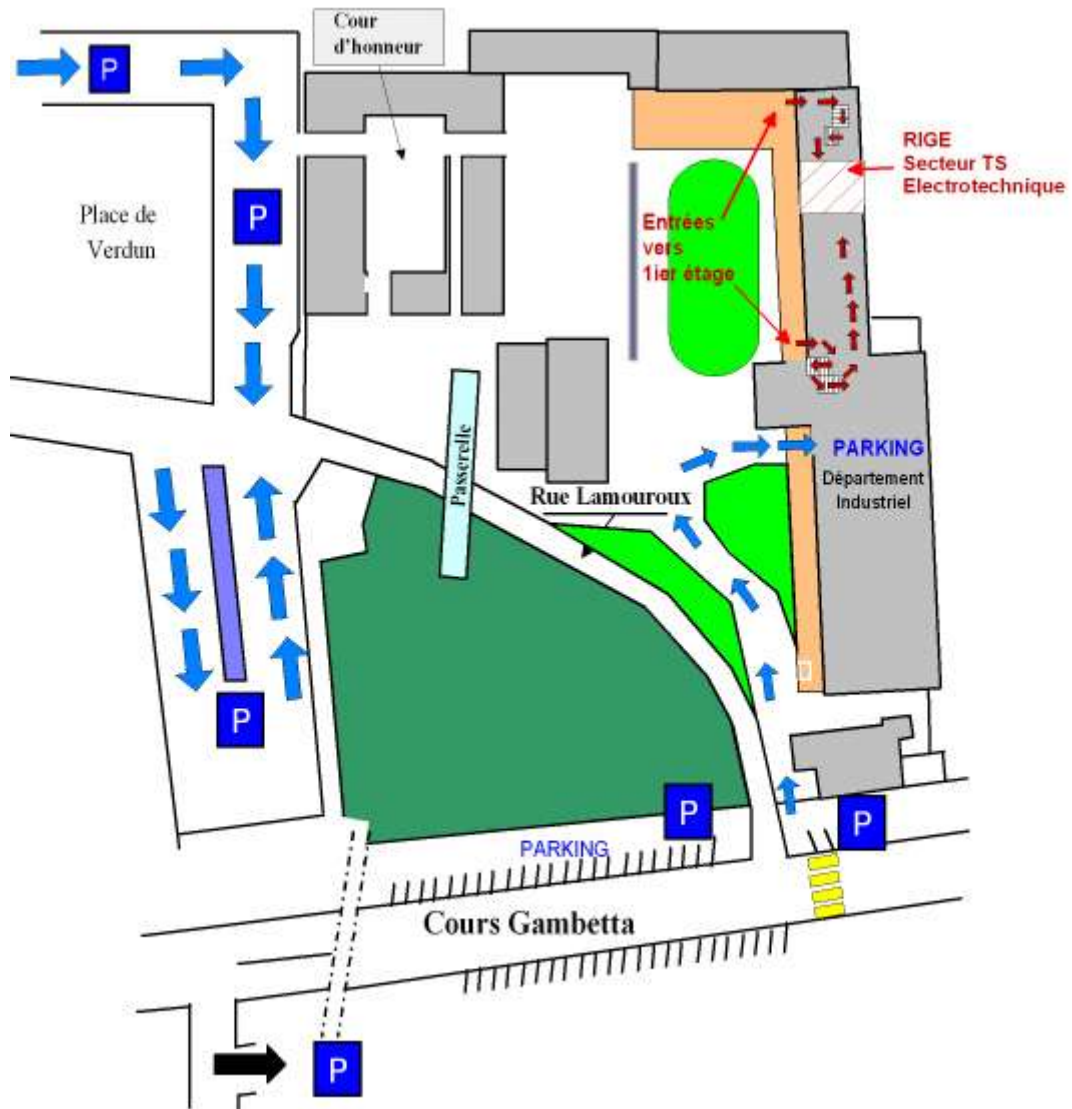 Cour
d'honneur
P
RIGE
Secteur TS
Electrotechnique
P
Place de
Verdun
Entrées
vers
1ier étage
Passerelle
PARKING
Département
Industriel
Rue Lamouroux
P
P
P
PARKING
Cours Gambetta
P